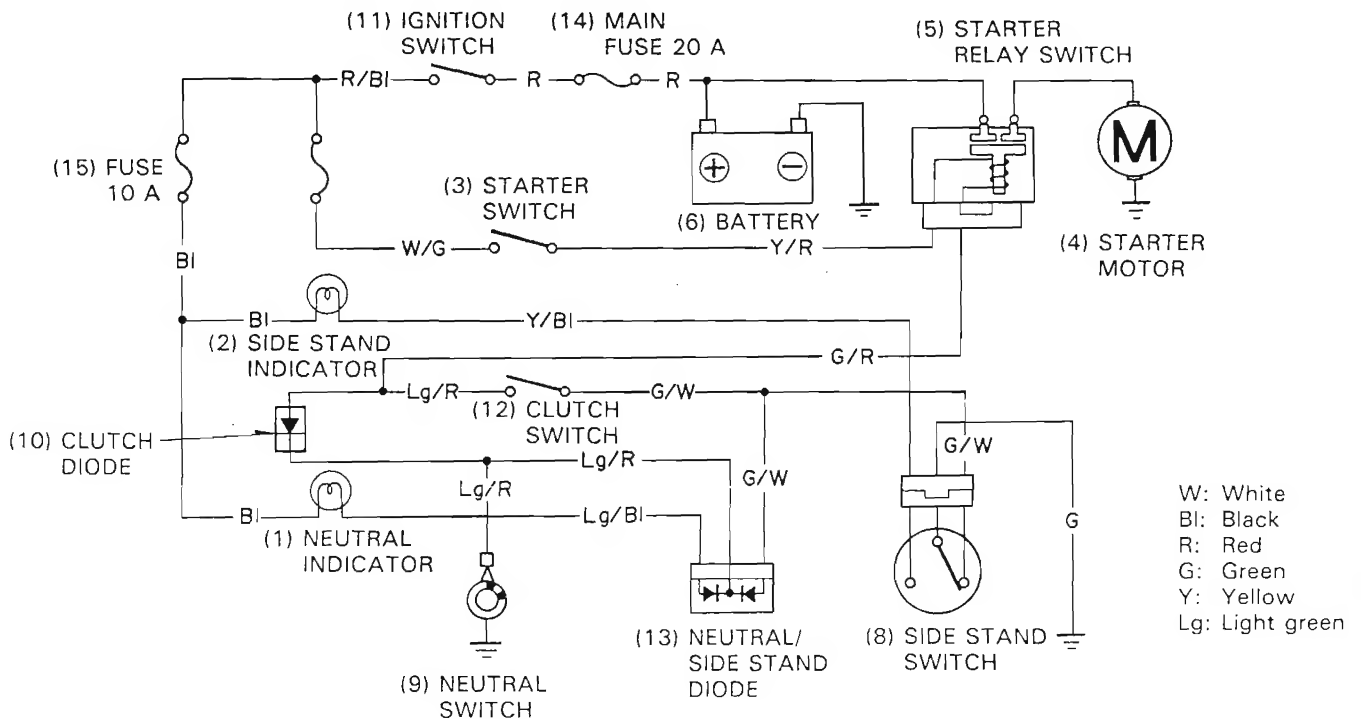 (11) IGNITION
SWITCH
(14) MAIN
FUSE 20 A
(5) STARTER
RELAY SWITCH
R/Bl
R
R
M
(15) FUSE
10 A
(3) STARTER
SWITCH
(6) BATTERY
W/G
Y/R
(4) STARTER
MOTOR
Bl
Bl
Y/Bl
(2) SIDE STAND
INDICATOR
G/R
Lg/R
G/W
(12) CLUTCH
SWITCH
(10) CLUTCH
DIODE
G/W
Lg/R
Lg/R
G/W
Bl
Lg/Bl
G
(1) NEUTRAL
INDICATOR
(13) NEUTRAL/
SIDE STAND
DIODE
(8) SIDE STAND
SWITCH
(9) NEUTRAL
SWITCH
W: White
Bl: Black
R: Red
G: Green
Y: Yellow
Lg: Light green